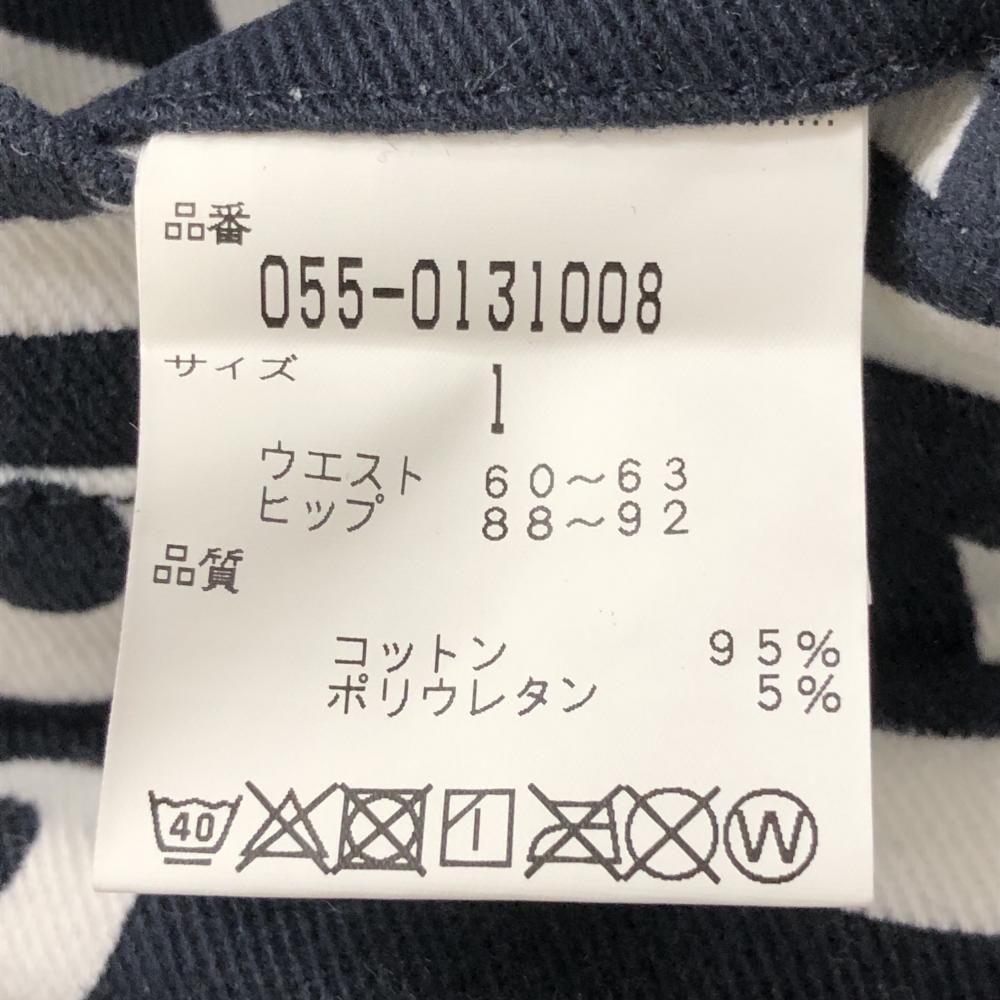 品番
055-0131008
サイズ
1
ウエスト 60～63
ヒップ 88～92
品質
コットン 95%
ポリウレタン 5%
40
W